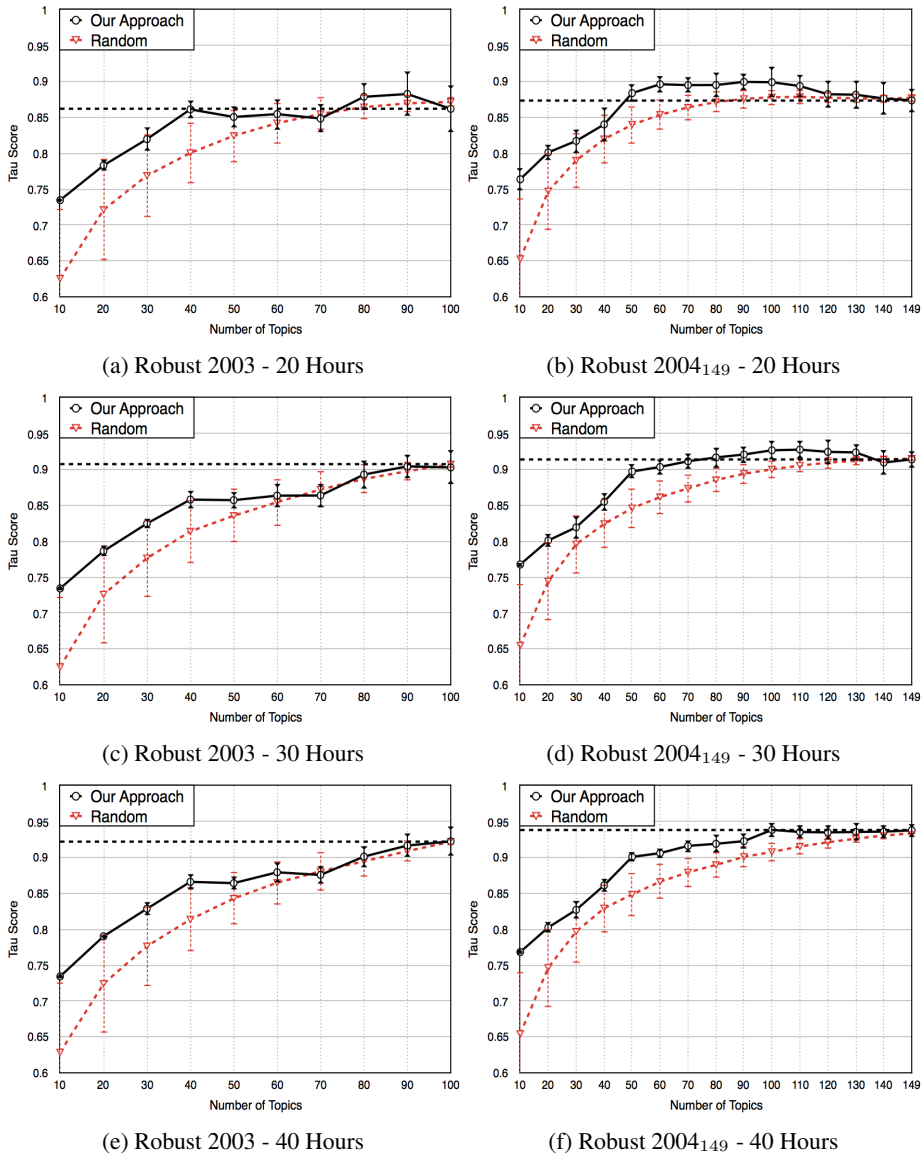 1
0.95
0.9
0.85
0.8
0.75
0.7
0.65
0.6
Tau Score
Our Approach
Random
10 20 30 40 50 60 70 80 90 100
Number of Topics
(a) Robust 2003 - 20 Hours
1
0.95
0.9
0.85
0.8
0.75
0.7
0.65
0.6
Tau Score
Our Approach
Random
10 20 30 40 50 60 70 80 90 100 110 120 130 140 149
Number of Topics
(b) Robust 2004₁₄₉ - 20 Hours
1
0.95
0.9
0.85
0.8
0.75
0.7
0.65
0.6
Tau Score
Our Approach
Random
10 20 30 40 50 60 70 80 90 100
Number of Topics
(c) Robust 2003 - 30 Hours
1
0.95
0.9
0.85
0.8
0.75
0.7
0.65
0.6
Tau Score
Our Approach
Random
10 20 30 40 50 60 70 80 90 100 110 120 130 140 149
Number of Topics
(d) Robust 2004₁₄₉ - 30 Hours
1
0.95
0.9
0.85
0.8
0.75
0.7
0.65
0.6
Tau Score
Our Approach
Random
10 20 30 40 50 60 70 80 90 100
Number of Topics
(e) Robust 2003 - 40 Hours
1
0.95
0.9
0.85
0.8
0.75
0.7
0.65
0.6
Tau Score
Our Approach
Random
10 20 30 40 50 60 70 80 90 100 110 120 130 140 149
Number of Topics
(f) Robust 2004₁₄₉ - 40 Hours